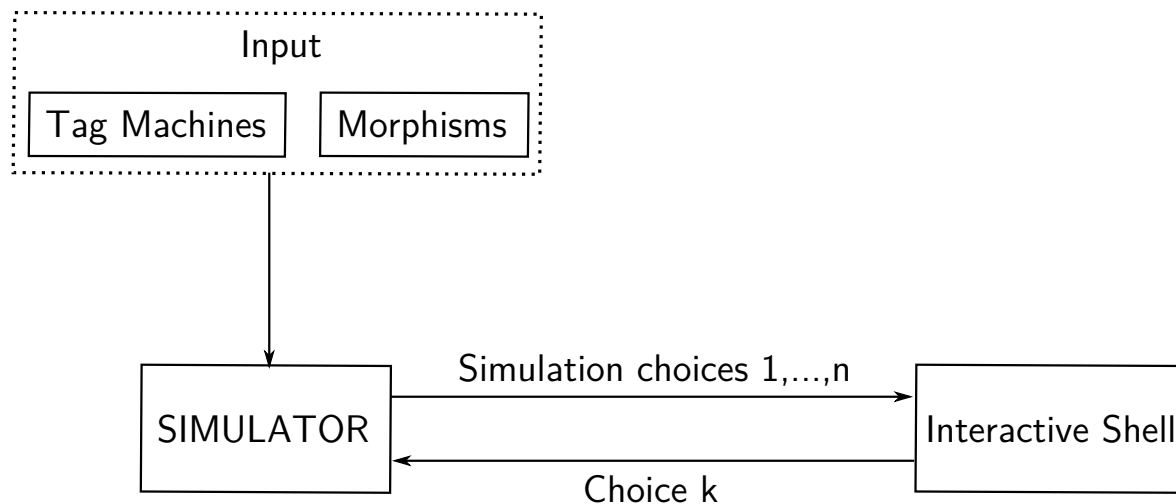 Input
Tag Machines
Morphisms
Simulation choices 1,...,n
SIMULATOR
Interactive Shell
Choice k